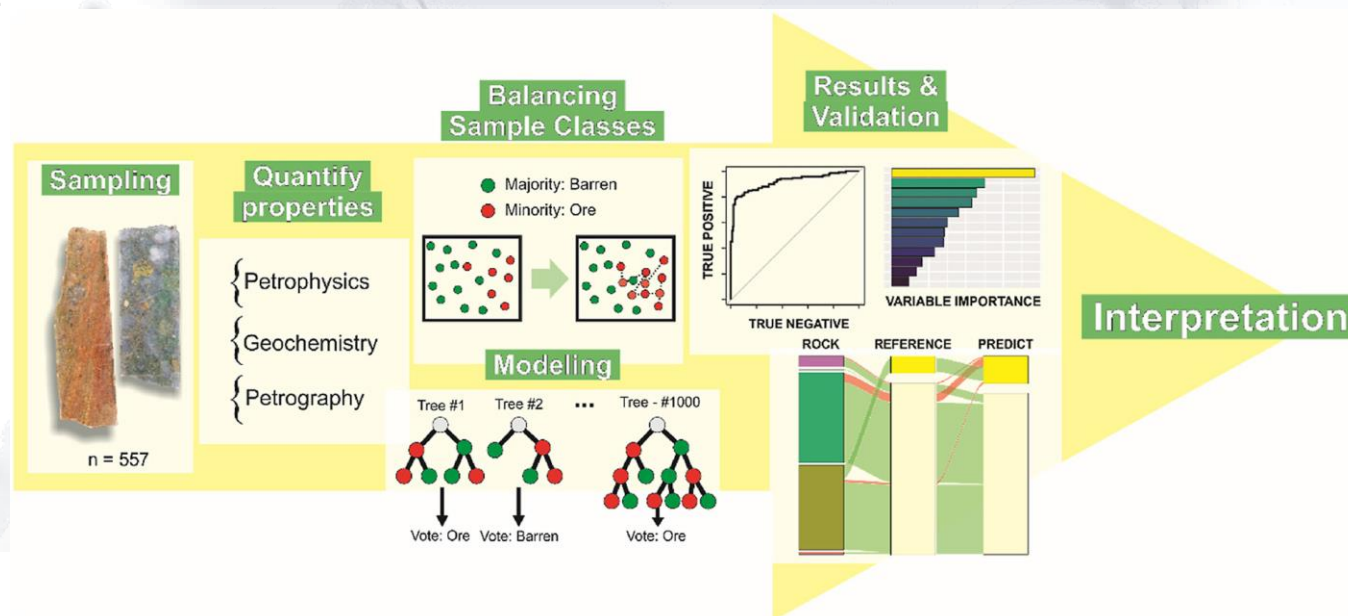 Sampling
n = 557
Quantify
properties
Petrophysics
Geochemistry
Petrography
Balancing
Sample Classes
Majority: Barren
Minority: Ore
Modeling
Tree #1
Tree #2
...
Tree - #1000
Vote: Ore
Vote: Barren
Vote: Ore
Results &
Validation
TRUE POSITIVE
TRUE NEGATIVE
VARIABLE IMPORTANCE
ROCK
REFERENCE
PREDICT
Interpretation